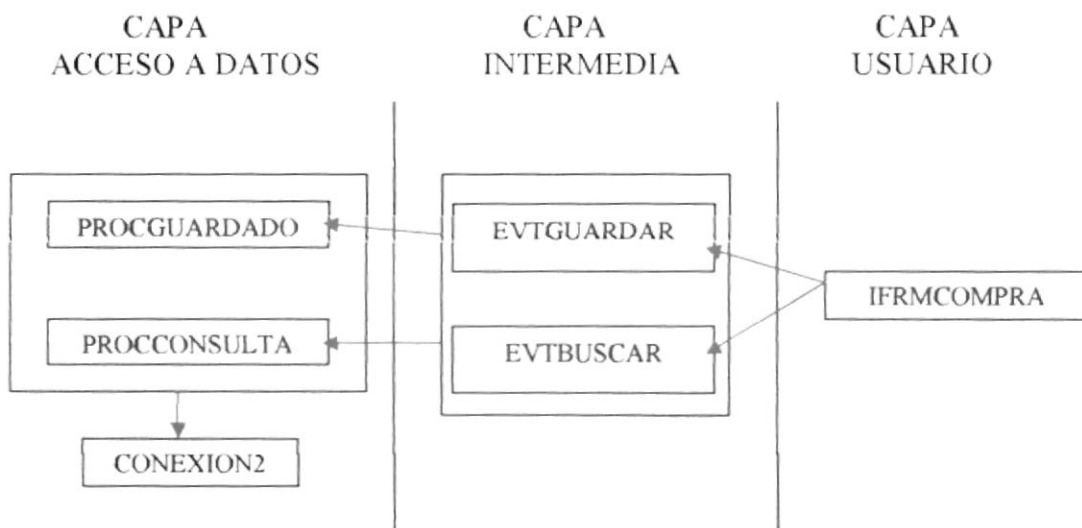 CAPA
ACCESO A DATOS
CAPA
INTERMEDIA
CAPA
USUARIO
PROCGUARDADO
EVTGUARDAR
IFRMCOMPRA
PROCCONSULTA
EVTBUSCAR
CONEXION2